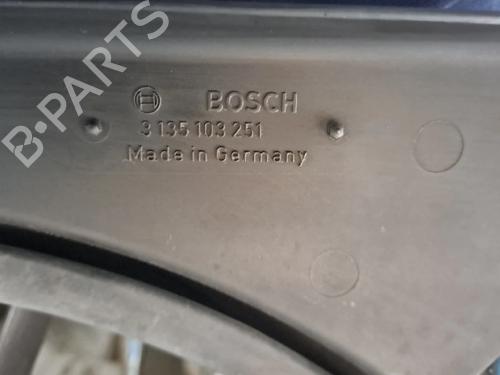 BOSCH
3 135 103 251
Made in Germany
B-PARTS